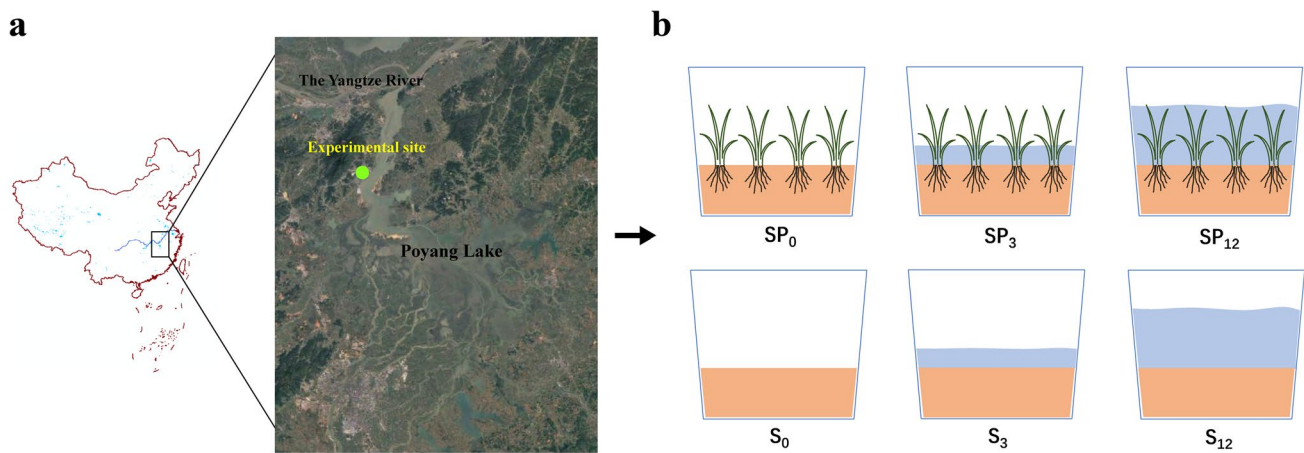 a
b
The Yangtze River
Experimental site
Poyang Lake
SP₀
SP₃
SP₁₂
S₀
S₃
S₁₂